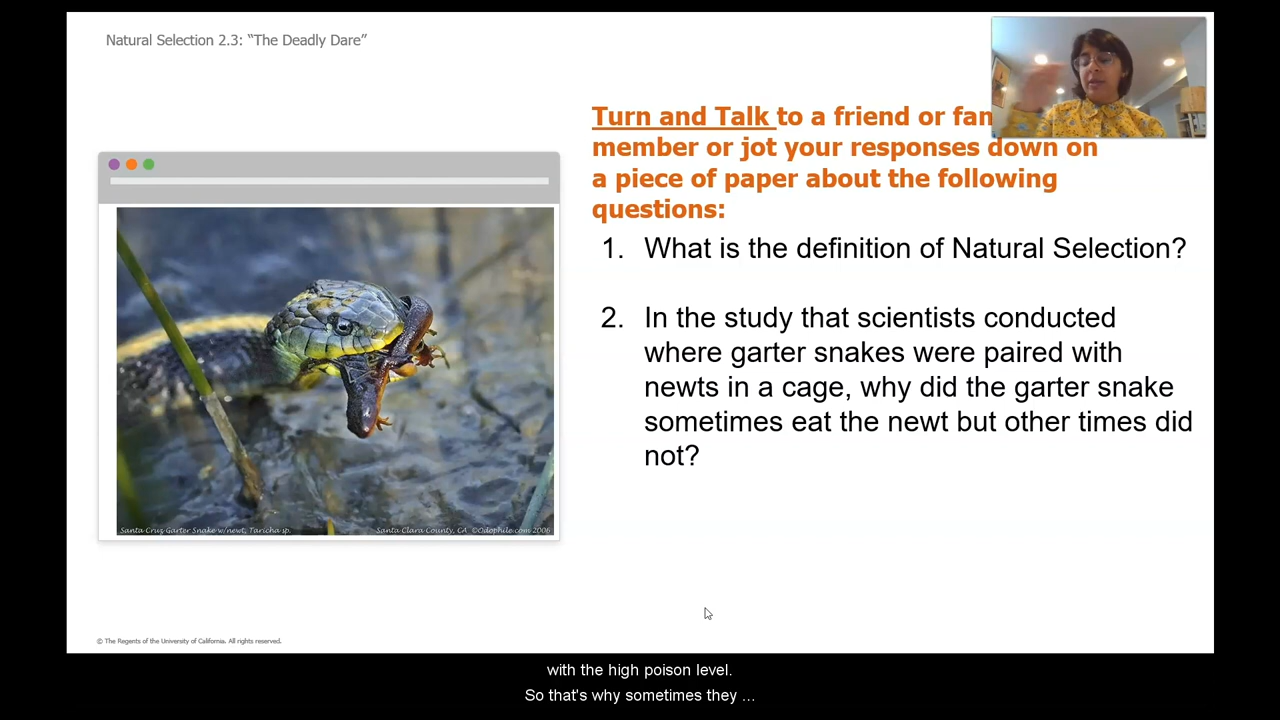 Natural Selection 2.3: “The Deadly Dare”
Turn and Talk to a friend or fan
member or jot your responses down on
a piece of paper about the following
questions:
1. What is the definition of Natural Selection?
2. In the study that scientists conducted
where garter snakes were paired with
newts in a cage, why did the garter snake
sometimes eat the newt but other times did
not?
Santa Cruz Garter Snake w/newt, Taricha sp. Santa Clara County, CA ©Odophile.com 2006
© The Regents of the University of California. All rights reserved.
with the high poison level.
So that's why sometimes they ...